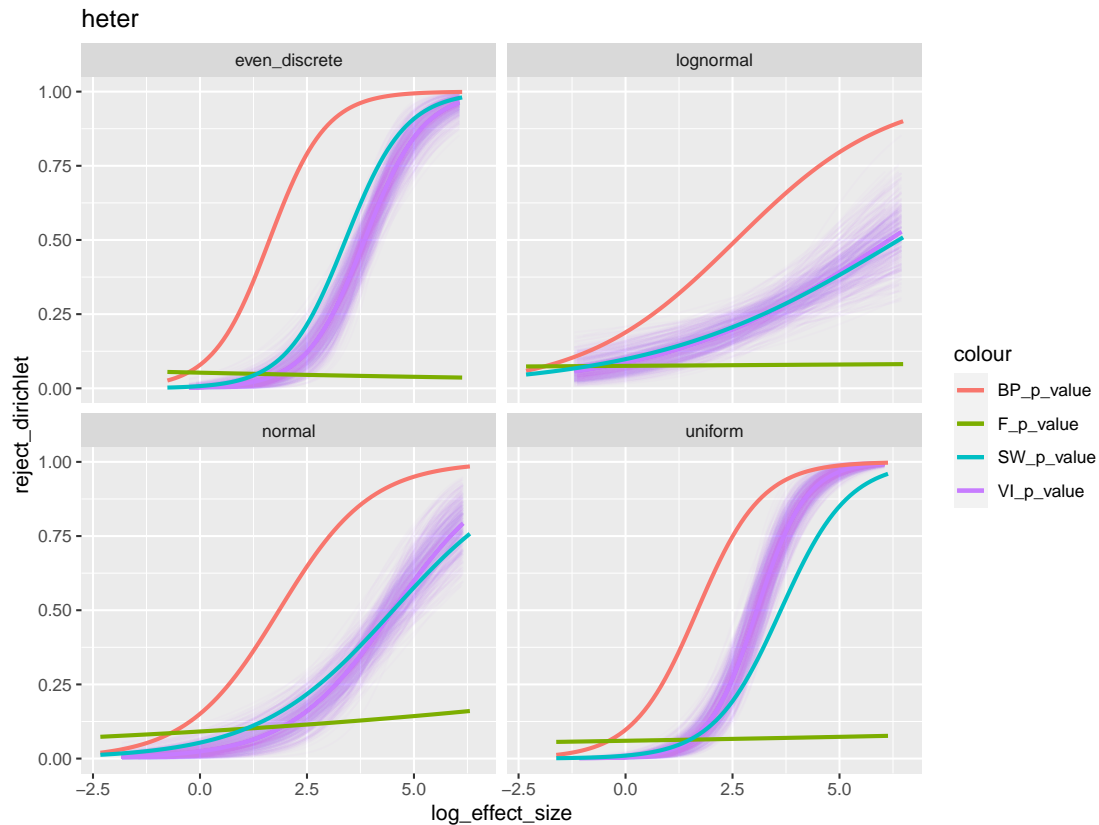 heter
even_discrete
lognormal
1.00
0.75
0.50
0.25
0.00
normal
uniform
1.00
0.75
0.50
0.25
0.00
−2.5
0.0
2.5
5.0
−2.5
0.0
2.5
5.0
log_effect_size
reject_dirichlet
colour
BP_p_value
F_p_value
SW_p_value
VI_p_value